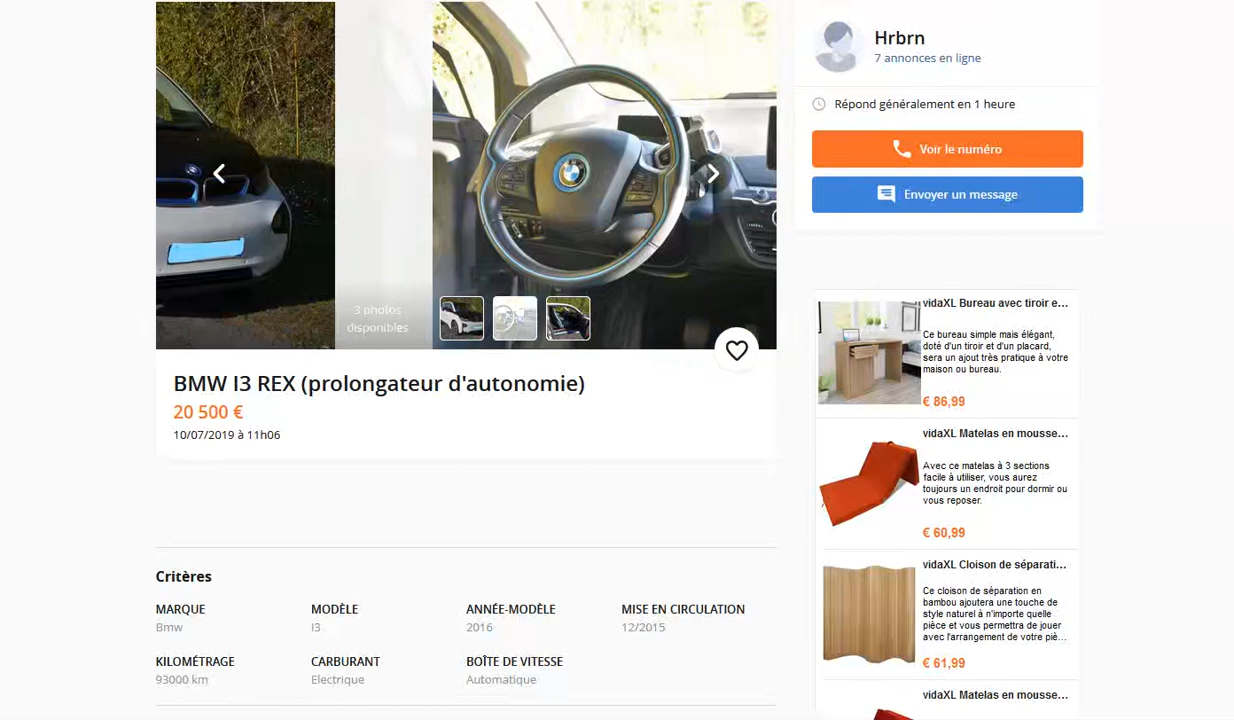 Hrbrn
7 annonces en ligne
Répond généralement en 1 heure
Voir le numéro
Envoyer un message
3 photos
disponibles
BMW I3 REX (prolongateur d'autonomie)
20 500 €
10/07/2019 à 11h06
Critères
MARQUE
Bmw
MODÈLE
I3
ANNÉE-MODÈLE
2016
MISE EN CIRCULATION
12/2015
KILOMÉTRAGE
93000 km
CARBURANT
Electrique
BOÎTE DE VITESSE
Automatique
vidaXL Bureau avec tiroir e...
Ce bureau simple mais élégant,
doté d'un tiroir et d'un placard,
sera un ajout très pratique à votre
maison ou bureau.
€ 86,99
vidaXL Matelas en mousse...
Avec ce matelas à 3 sections
facile à utiliser, vous aurez
toujours un endroit pour dormir ou
vous reposer.
€ 60,99
vidaXL Cloison de séparati...
Ce cloison de séparation en
bambou ajoutera une touche de
style naturel à n'importe quelle
pièce et vous permettra de jouer
avec l'arrangement de votre piè...
€ 61,99
vidaXL Matelas en mousse...